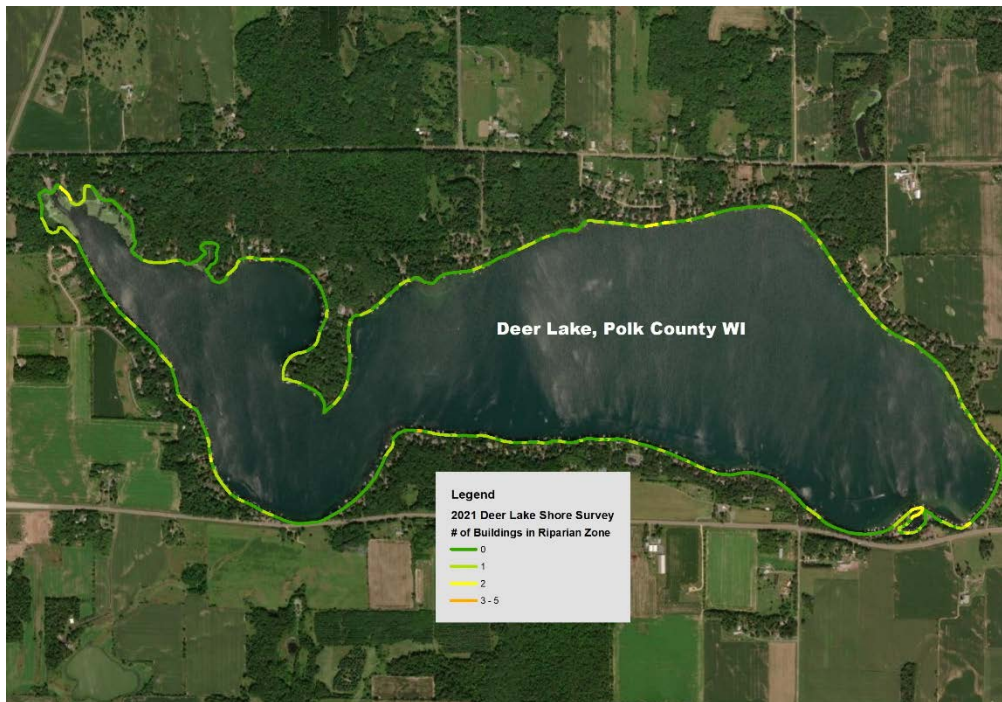 Deer Lake, Polk County WI
Legend
2021 Deer Lake Shore Survey
# of Buildings in Riparian Zone
0
1
2
3 - 5